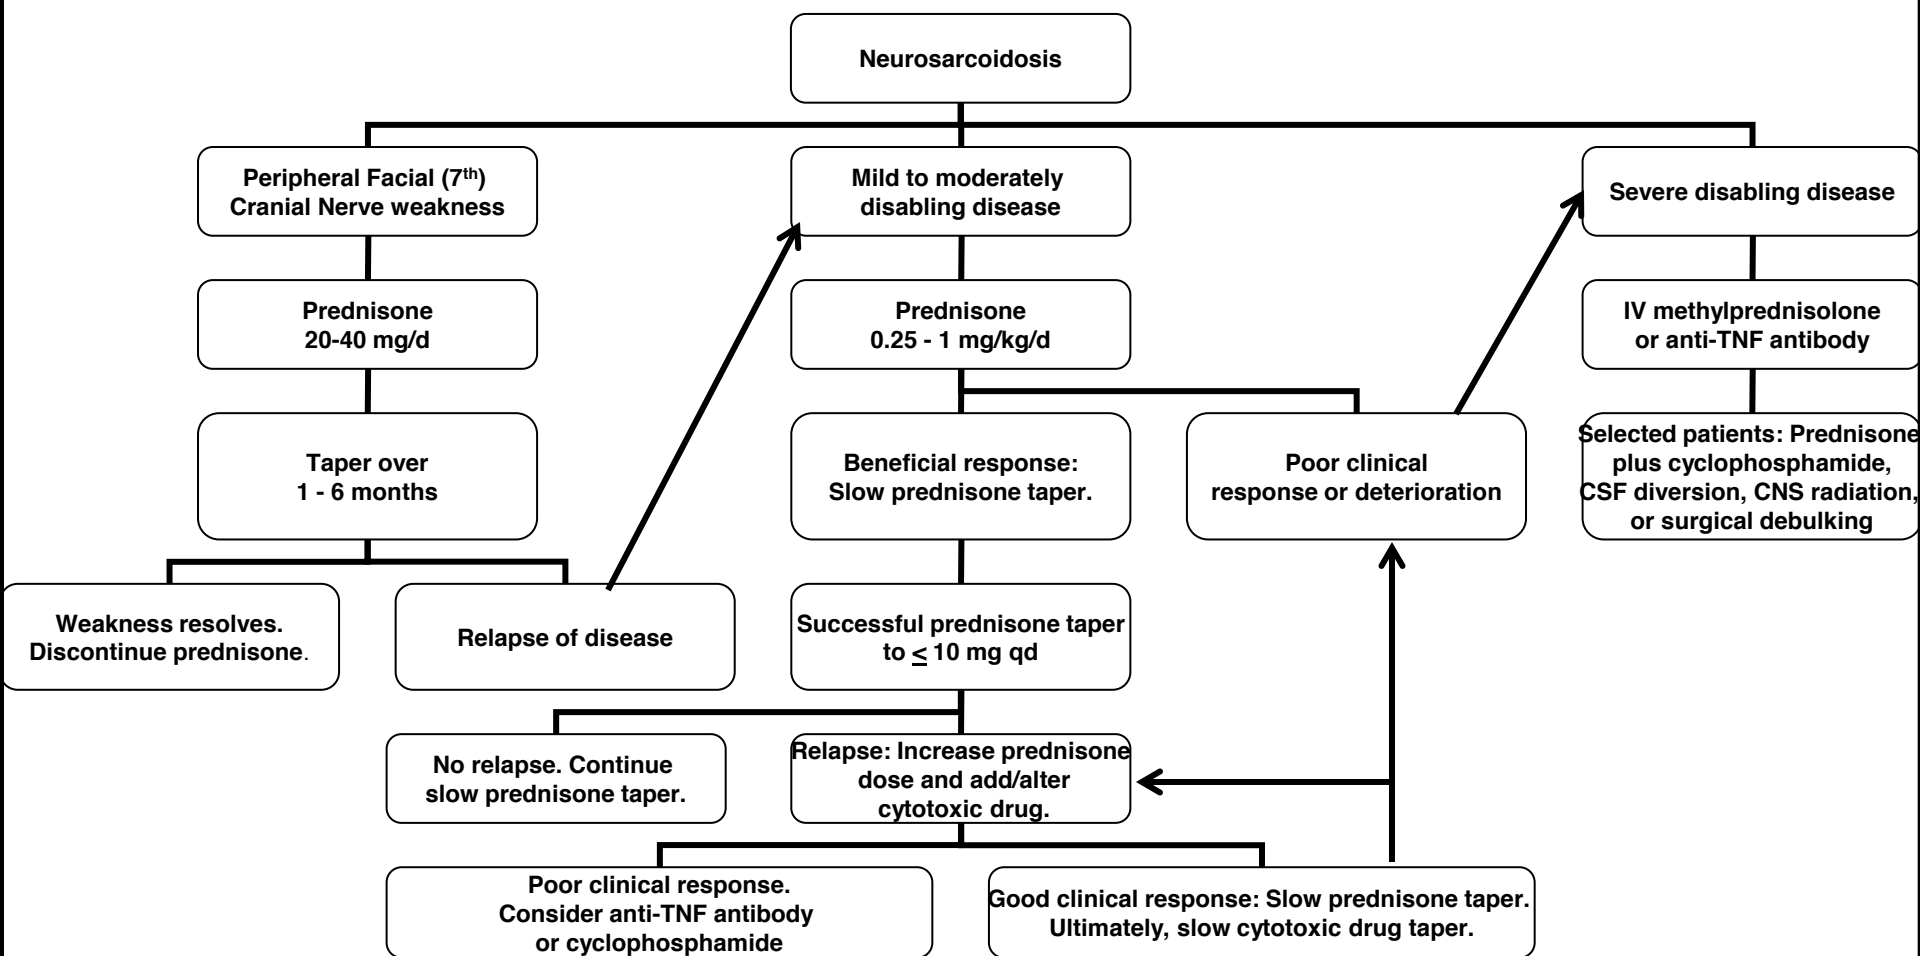 Neurosarcoidosis
Peripheral Facial (7th)
Cranial Nerve weakness
Mild to moderately
disabling disease
Severe disabling disease
Prednisone
20-40 mg/d
Prednisone
0.25 - 1 mg/kg/d
IV methylprednisolone
or anti-TNF antibody
Taper over
1 - 6 months
Beneficial response:
Slow prednisone taper.
Poor clinical
response or deterioration
Selected patients: Prednisone
plus cyclophosphamide,
CSF diversion, CNS radiation,
or surgical debulking
Weakness resolves.
Discontinue prednisone.
Relapse of disease
Successful prednisone taper
to ≤ 10 mg qd
No relapse. Continue
slow prednisone taper.
Relapse: Increase prednisone
dose and add/alter
cytotoxic drug.
Poor clinical response.
Consider anti-TNF antibody
or cyclophosphamide
Good clinical response: Slow prednisone taper.
Ultimately, slow cytotoxic drug taper.